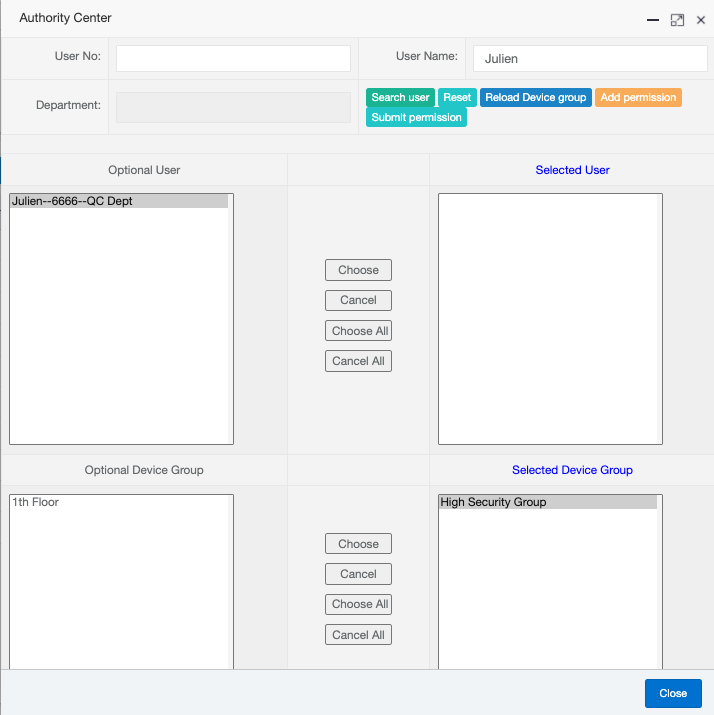 Authority Center
User No:
User Name: Julien
Department:
Search user Reset Reload Device group Add permission
Submit permission
Optional User
Selected User
Julien--6666--QC Dept
Choose
Cancel
Choose All
Cancel All
Optional Device Group
Selected Device Group
1th Floor
High Security Group
Choose
Cancel
Choose All
Cancel All
Close